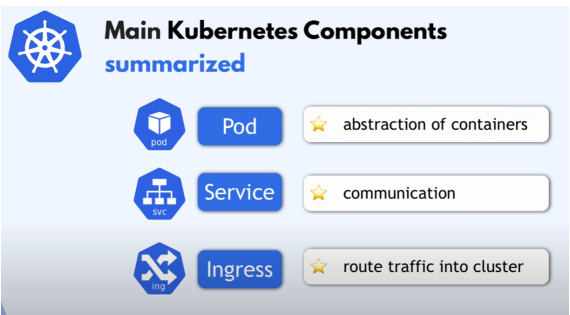 Main Kubernetes Components
summarized
pod
Pod
abstraction of containers
svc
Service
communication
ing
Ingress
route traffic into cluster